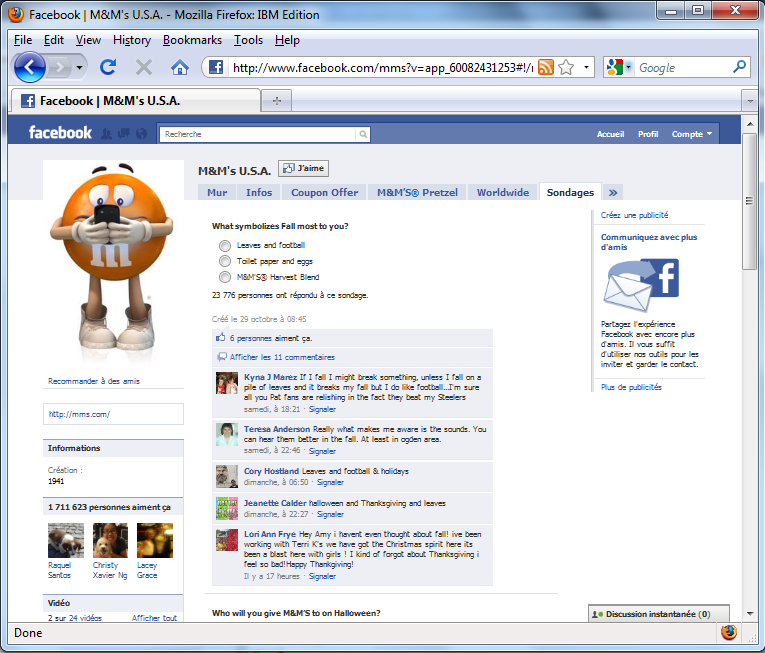 Facebook | M&M's U.S.A. - Mozilla Firefox: IBM Edition
File Edit View History Bookmarks Tools Help
http://www.facebook.com/mms?v=app_60082431253#!/
Google
Facebook | M&M's U.S.A.
facebook
Recherche
Accueil Profil Compte
M&M's U.S.A.
J'aime
Mur Infos Coupon Offer M&M'S® Pretzel Worldwide Sondages »
m
What symbolizes Fall most to you?
Leaves and football
Toilet paper and eggs
M&M'S® Harvest Blend
23 776 personnes ont répondu à ce sondage.
Créé le 29 octobre à 08:45
6 personnes aiment ça.
Afficher les 11 commentaires
Kyna J Marez If I fall I might break something, unless I fall on a
pile of leaves and it breaks my fall but I do like football...I'm sure
all you Pat fans are relishing in the fact they beat my Steelers
samedi, à 18:21 · Signaler
Teresa Anderson Really what makes me aware is the sounds. You
can hear them better in the fall. At least in ogden area.
samedi, à 22:46 · Signaler
Cory Hostland Leaves and football & holidays
dimanche, à 06:50 · Signaler
Jeanette Calder halloween and Thanksgiving and leaves
dimanche, à 22:27 · Signaler
Lori Ann Frye Hey Amy i havent even thought about fall! ive been
working with Terri K's we have got the Christmas spirit here its
been a blast here with girls ! I kind of forgot about Thanksgiving i
feel so bad!Happy Thankgiving!
Il y a 17 heures · Signaler
Who will you give M&M'S to on Halloween?
Recommander à des amis
http://mms.com/
Informations
Création :
1941
1 711 623 personnes aiment ça
Raquel Santos
Christy Xavier Ng
Lacey Grace
Vidéo
2 sur 24 vidéos Afficher tout
Créez une publicité
Communiquez avec plus
d'amis
Partagez l'expérience
Facebook avec encore plus
d'amis. Il vous suffit
d'utiliser nos outils pour les
inviter et garder le contact.
Plus de publicités
Discussion instantanée (0)
Done